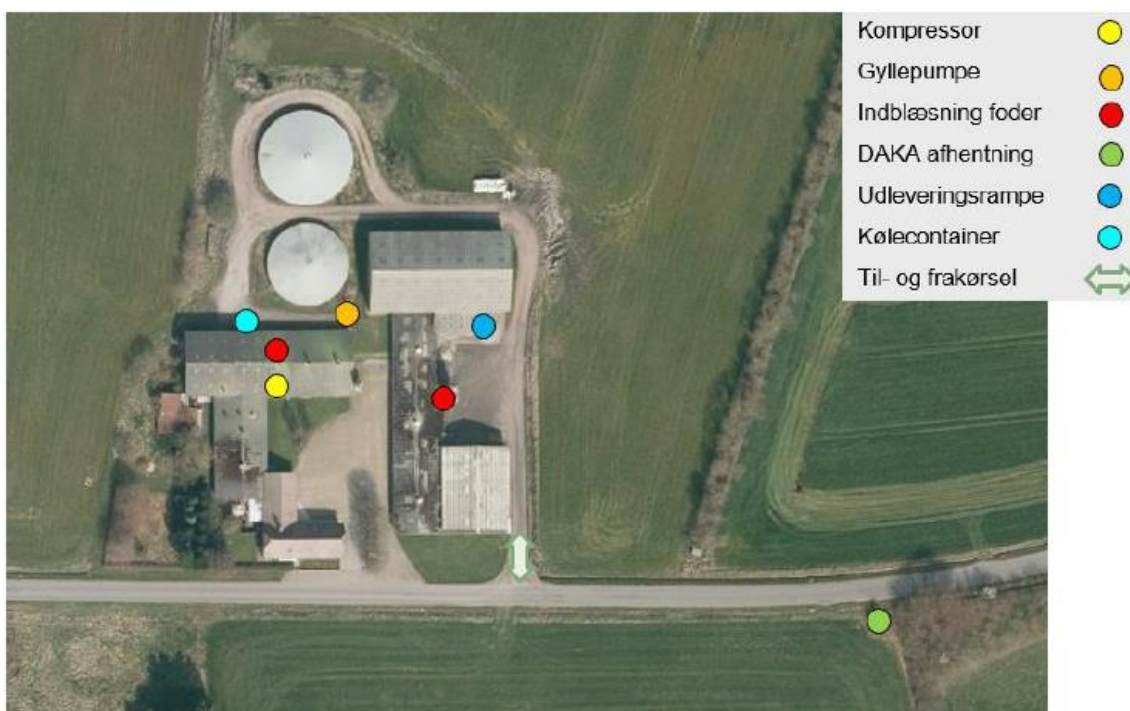 Kompressor
Gyllepumpe
Indblæsning foder
DAKA afhentning
Udleveringsrampe
Kølecontainer
Til- og frakørsel